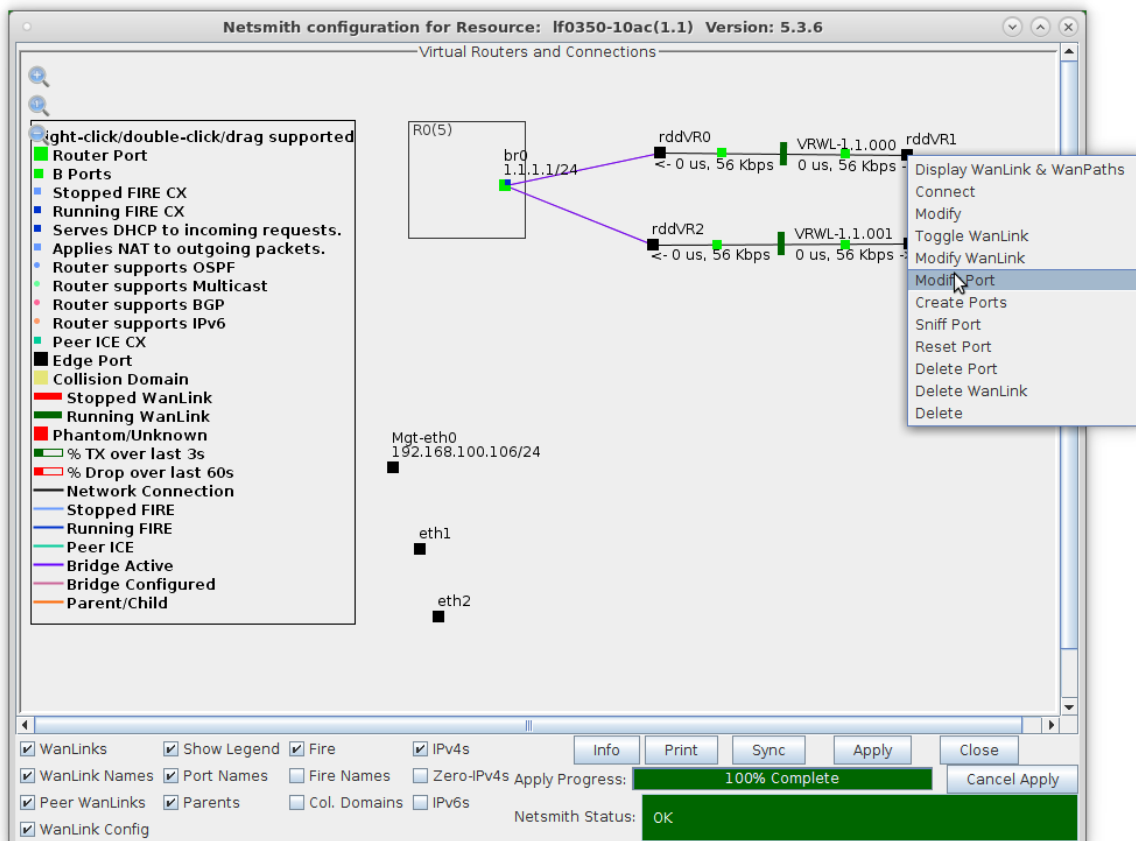 Netsmith configuration for Resource: lf0350-10ac(1.1) Version: 5.3.6
Virtual Routers and Connections
ight-click/double-click/drag supported
Router Port
B Ports
Stopped FIRE CX
Running FIRE CX
Serves DHCP to incoming requests.
Applies NAT to outgoing packets.
Router supports OSPF
Router supports Multicast
Router supports BGP
Router supports IPv6
Peer ICE CX
Edge Port
Collision Domain
Stopped WanLink
Running WanLink
Phantom/Unknown
% TX over last 3s
% Drop over last 60s
Network Connection
Stopped FIRE
Running FIRE
Peer ICE
Bridge Active
Bridge Configured
Parent/Child
R0(5)
br0
1.1.1.1/24
rddVR0
VRWL-1.1.000
rddVR1
<- 0 us, 56 Kbps
0 us, 56 Kbps -
rddVR2
VRWL-1.1.001
<- 0 us, 56 Kbps
0 us, 56 Kbps ->
Mgt-eth0
192.168.100.106/24
eth1
eth2
Display WanLink & WanPaths
Connect
Modify
Toggle WanLink
Modify WanLink
Modify Port
Create Ports
Sniff Port
Reset Port
Delete Port
Delete WanLink
Delete
WanLinks Show Legend Fire IPv4s Info Print Sync Apply Close
WanLink Names Port Names Fire Names Zero-IPv4s Apply Progress: 100% Complete Cancel Apply
Peer WanLinks Parents Col. Domains IPv6s
Netsmith Status: OK
WanLink Config